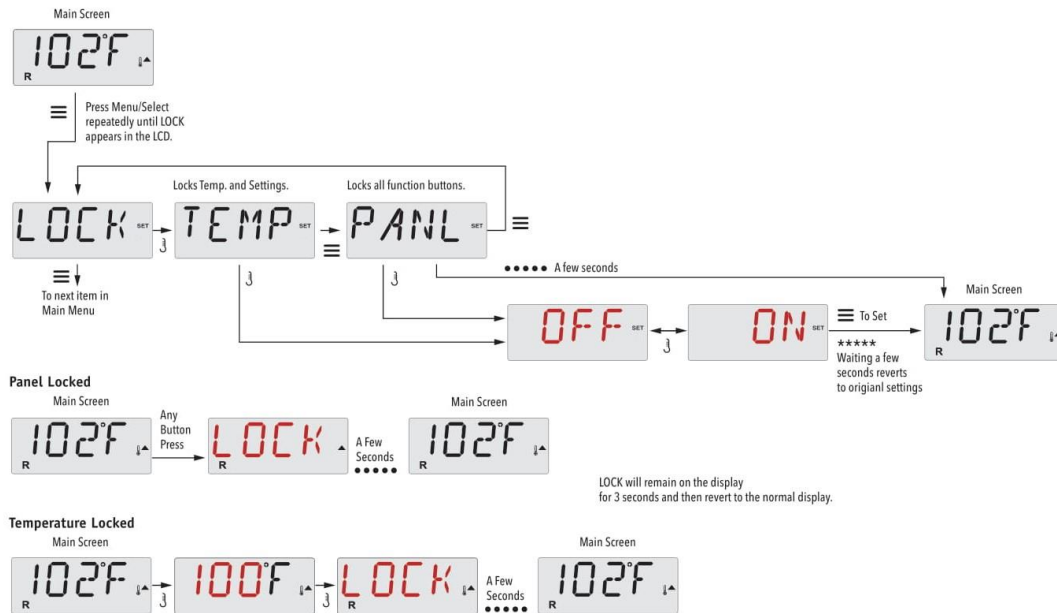 Main Screen
102°F
R
Press Menu/Select
repeatedly until LOCK
appears in the LCD.
Locks Temp. and Settings.
Locks all function buttons.
LOCK SET
TEMP SET
PANL SET
To next item in
Main Menu
A few seconds
Main Screen
OFF SET
ON SET
To Set
102°F
R
*****
Waiting a few
seconds reverts
to origianl settings
Panel Locked
Main Screen
102°F
R
Any
Button
Press
LOCK
R
A Few
Seconds
Main Screen
102°F
R
LOCK will remain on the display
for 3 seconds and then revert to the normal display.
Temperature Locked
Main Screen
102°F
R
100°F
LOCK
R
A Few
Seconds
Main Screen
102°F
R